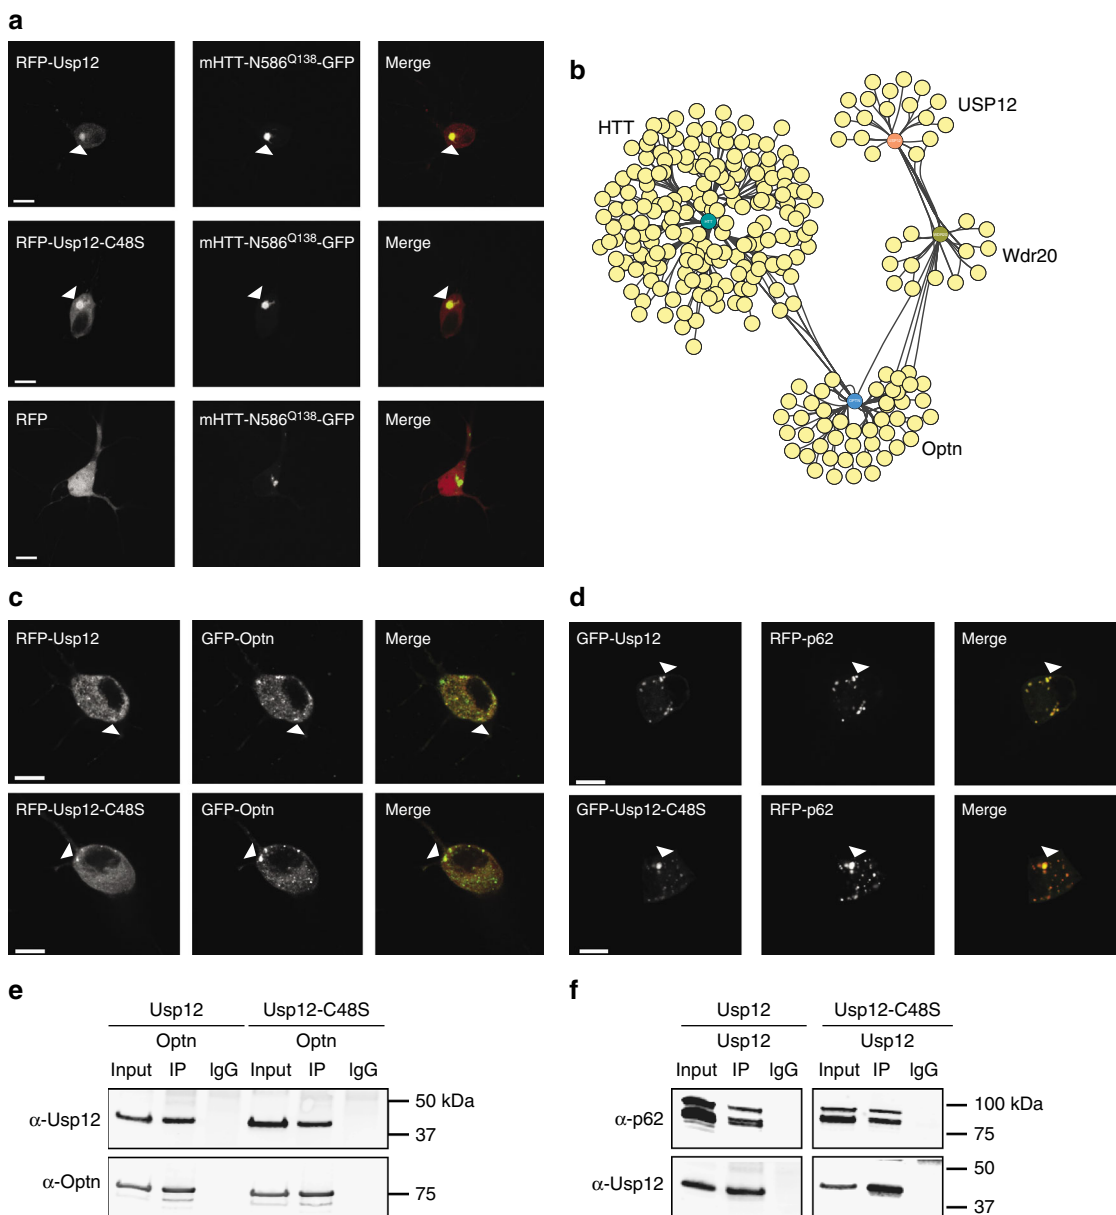 a
RFP-Usp12
mHTT-N586Q138-GFP
Merge
RFP-Usp12-C48S
mHTT-N586Q138-GFP
Merge
RFP
mHTT-N586Q138-GFP
Merge
b
HTT
USP12
Wdr20
Optn
HTT
c
RFP-Usp12
GFP-Optn
Merge
RFP-Usp12-C48S
GFP-Optn
Merge
d
GFP-Usp12
RFP-p62
Merge
GFP-Usp12-C48S
RFP-p62
Merge
e
Usp12
Usp12-C48S
Optn
Optn
Input IP IgG Input IP IgG
α-Usp12
50 kDa
37
α-Optn
75
f
Usp12
Usp12-C48S
Usp12
Usp12
Input IP IgG Input IP IgG
α-p62
100 kDa
75
α-Usp12
50
37